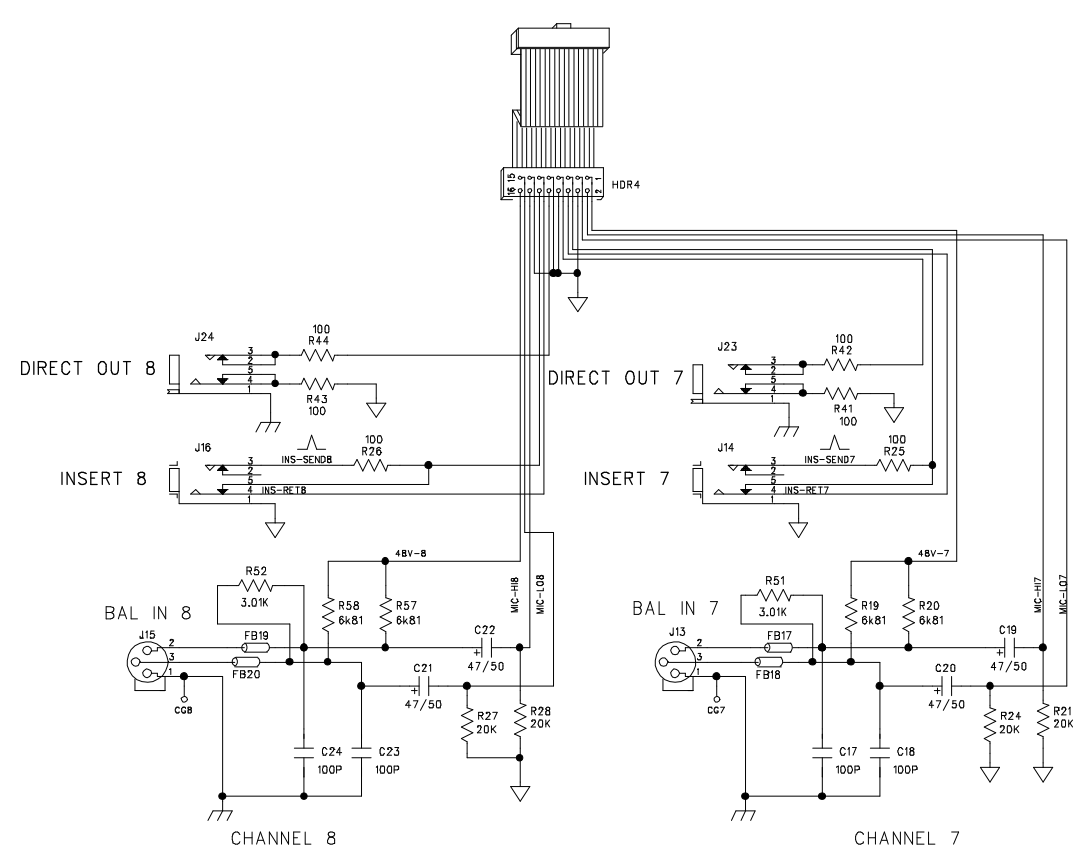 15 1
16 2
HDR4
J24
100
R44
DIRECT OUT 8
3
2
5
4
1
R43
100
J23
100
R42
DIRECT OUT 7
3
2
5
4
1
R41
100
J16
100
R26
INSERT 8
3
2
5
4
1
INS-SEND8
INS-RET8
J14
100
R25
INSERT 7
3
2
5
4
1
INS-SEND7
INS-RET7
48V-8
R52
3.01K
BAL IN 8
J15
2
3
1
FB19
FB20
R58
6k81
R57
6k81
MIC-HI8
MIC-LO8
C22
+
47/50
C21
+
47/50
CG8
R27
20K
R28
20K
C24
100P
C23
100P
48V-7
R51
3.01K
BAL IN 7
J13
2
3
1
FB17
FB18
R19
6k81
R20
6k81
MIC-HI7
MIC-LO7
C19
+
47/50
C20
+
47/50
CG7
R24
20K
R21
20K
C17
100P
C18
100P
CHANNEL 8
CHANNEL 7